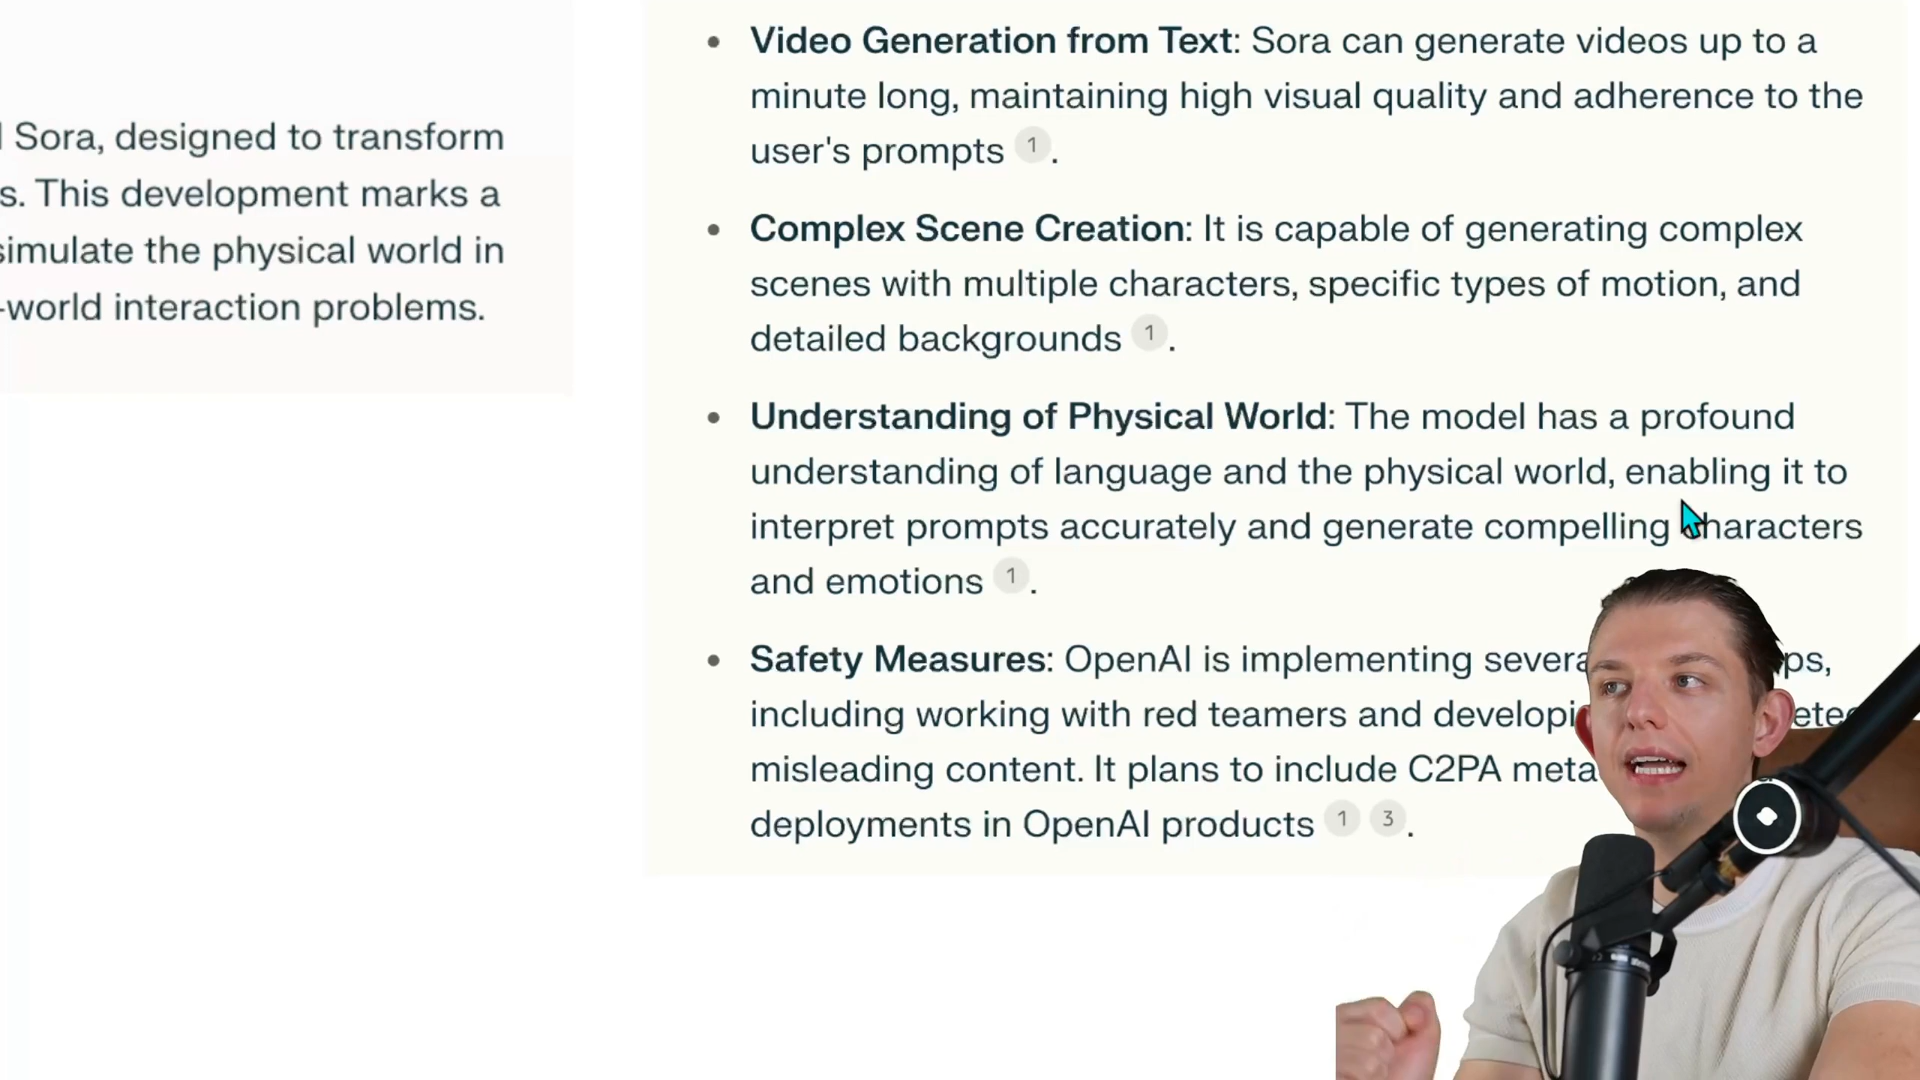 Sora, designed to transform
s. This development marks a
simulate the physical world in
-world interaction problems.
• Video Generation from Text: Sora can generate videos up to a
minute long, maintaining high visual quality and adherence to the
user's prompts 1.
• Complex Scene Creation: It is capable of generating complex
scenes with multiple characters, specific types of motion, and
detailed backgrounds 1.
• Understanding of Physical World: The model has a profound
understanding of language and the physical world, enabling it to
interpret prompts accurately and generate compelling characters
and emotions 1.
• Safety Measures: OpenAI is implementing severa ps,
including working with red teamers and developi etec
misleading content. It plans to include C2PA meta
deployments in OpenAI products 1 3.